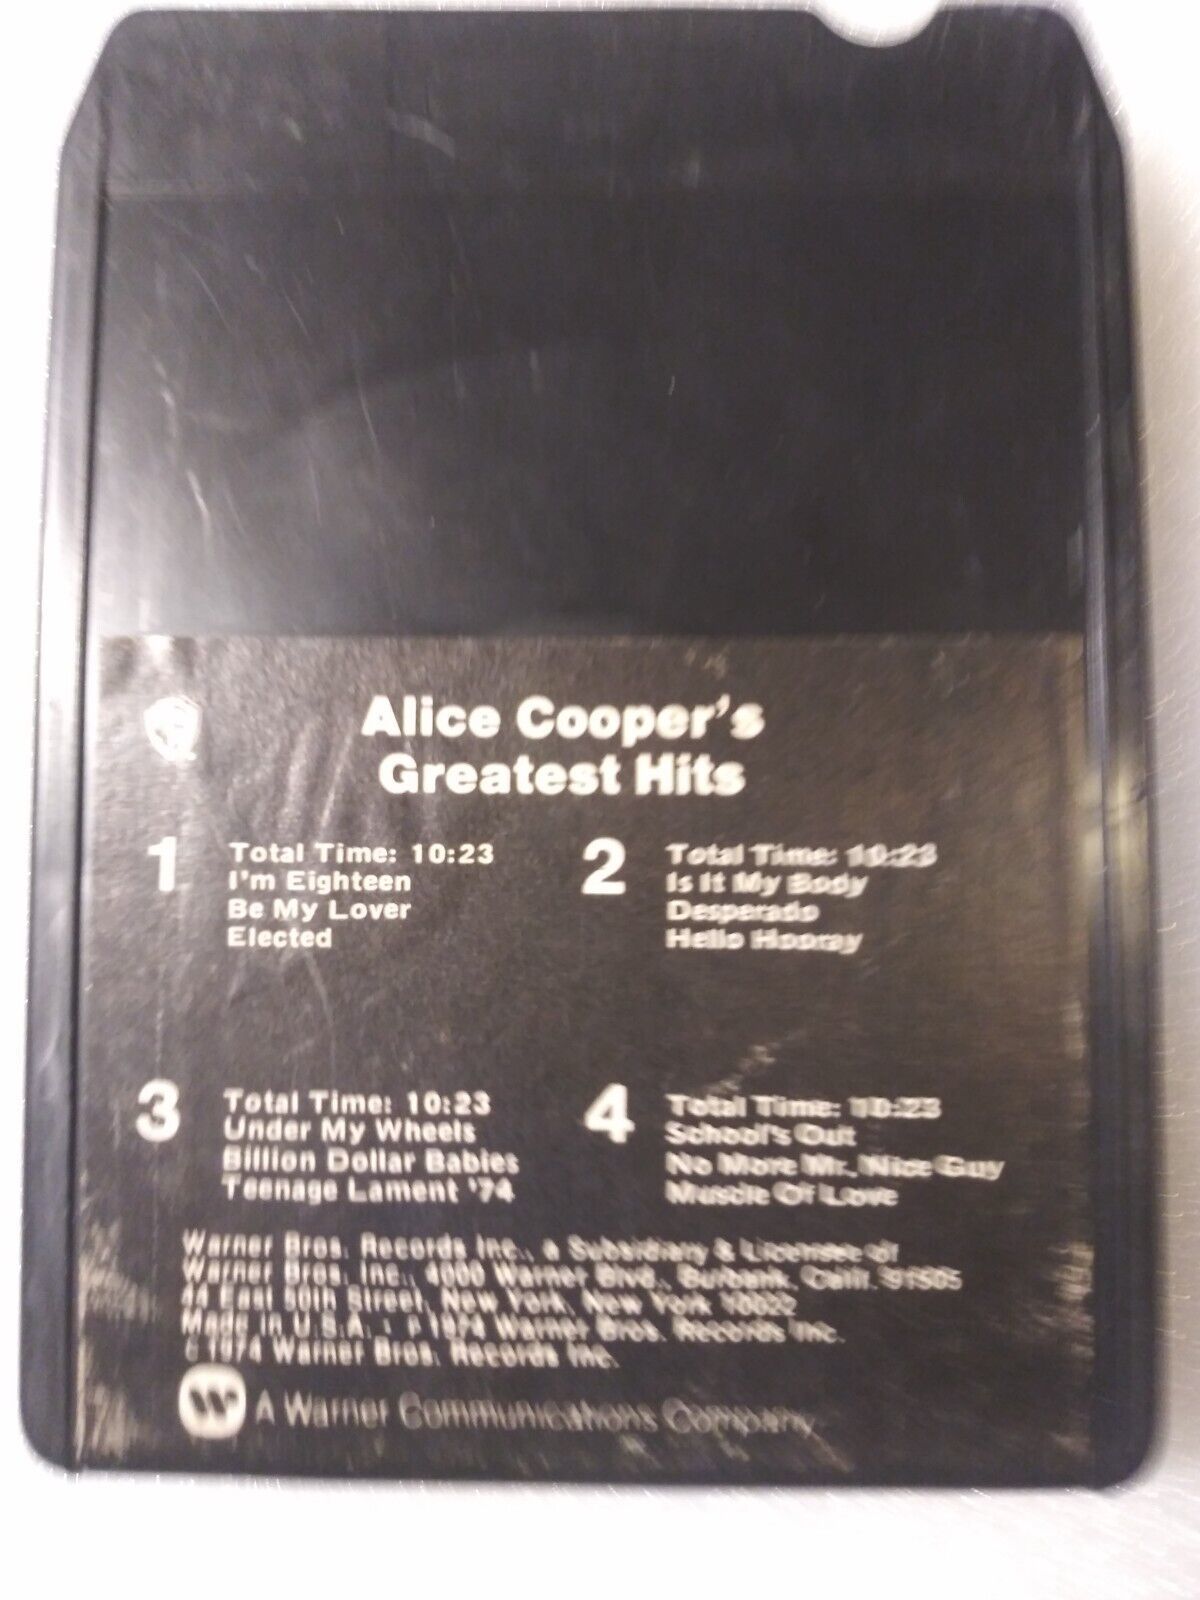 Alice Cooper's
Greatest Hits
1
Total Time: 10:23
I'm Eighteen
Be My Lover
Elected
2
Total Time: 10:23
Is It My Body
Desperado
Hello Hooray
3
Total Time: 10:23
Under My Wheels
Billion Dollar Babies
Teenage Lament '74
4
Total Time: 10:23
School's Out
No More Mr. Nice Guy
Muscle Of Love
Warner Bros. Records Inc., a Subsidiary & Licensee of
Warner Bros. Inc., 4000 Warner Blvd., Burbank, Calif. 91505
44 East 50th Street, New York, New York 10022
Made in U.S.A. • ℗ 1974 Warner Bros. Records Inc.
© 1974 Warner Bros. Records Inc.
A Warner Communications Company